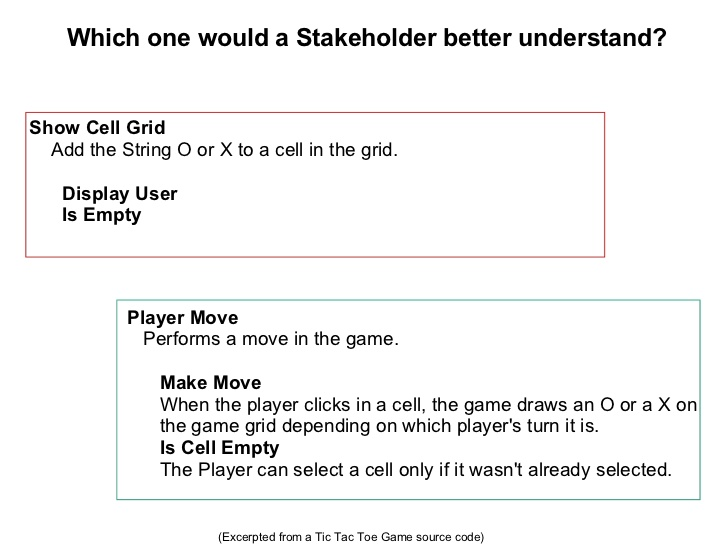 Which one would a Stakeholder better understand?
Show Cell Grid
Add the String O or X to a cell in the grid.
Display User
Is Empty
Player Move
Performs a move in the game.
Make Move
When the player clicks in a cell, the game draws an O or a X on
the game grid depending on which player's turn it is.
Is Cell Empty
The Player can select a cell only if it wasn't already selected.
(Excerpted from a Tic Tac Toe Game source code)